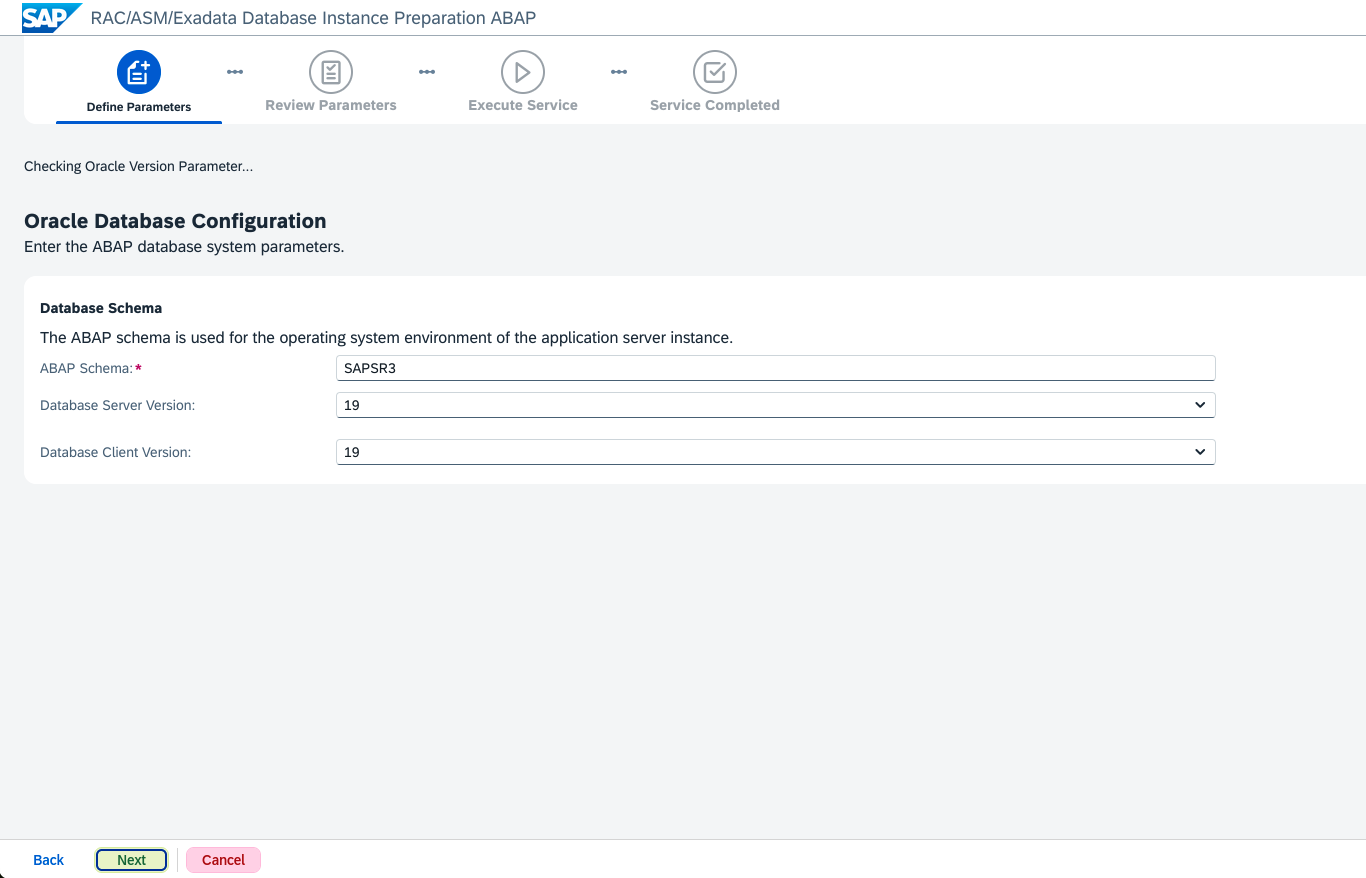 SAP RAC/ASM/Exadata Database Instance Preparation ABAP
Define Parameters
Review Parameters
Execute Service
Service Completed
Checking Oracle Version Parameter...
Oracle Database Configuration
Enter the ABAP database system parameters.
Database Schema
The ABAP schema is used for the operating system environment of the application server instance.
ABAP Schema:* SAPSR3
Database Server Version: 19
Database Client Version: 19
Back Next Cancel